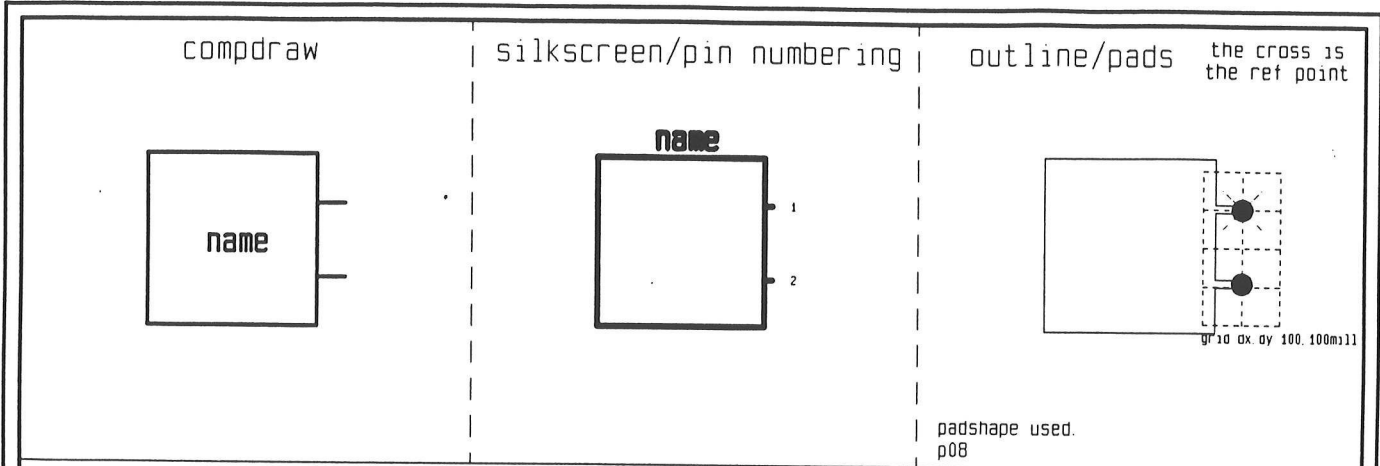 compdraw
silkscreen/pin numbering
outline/pads
the cross is
the ref point
name
name
1
2
grid dx.dy 100.100mill
padshape used.
p08